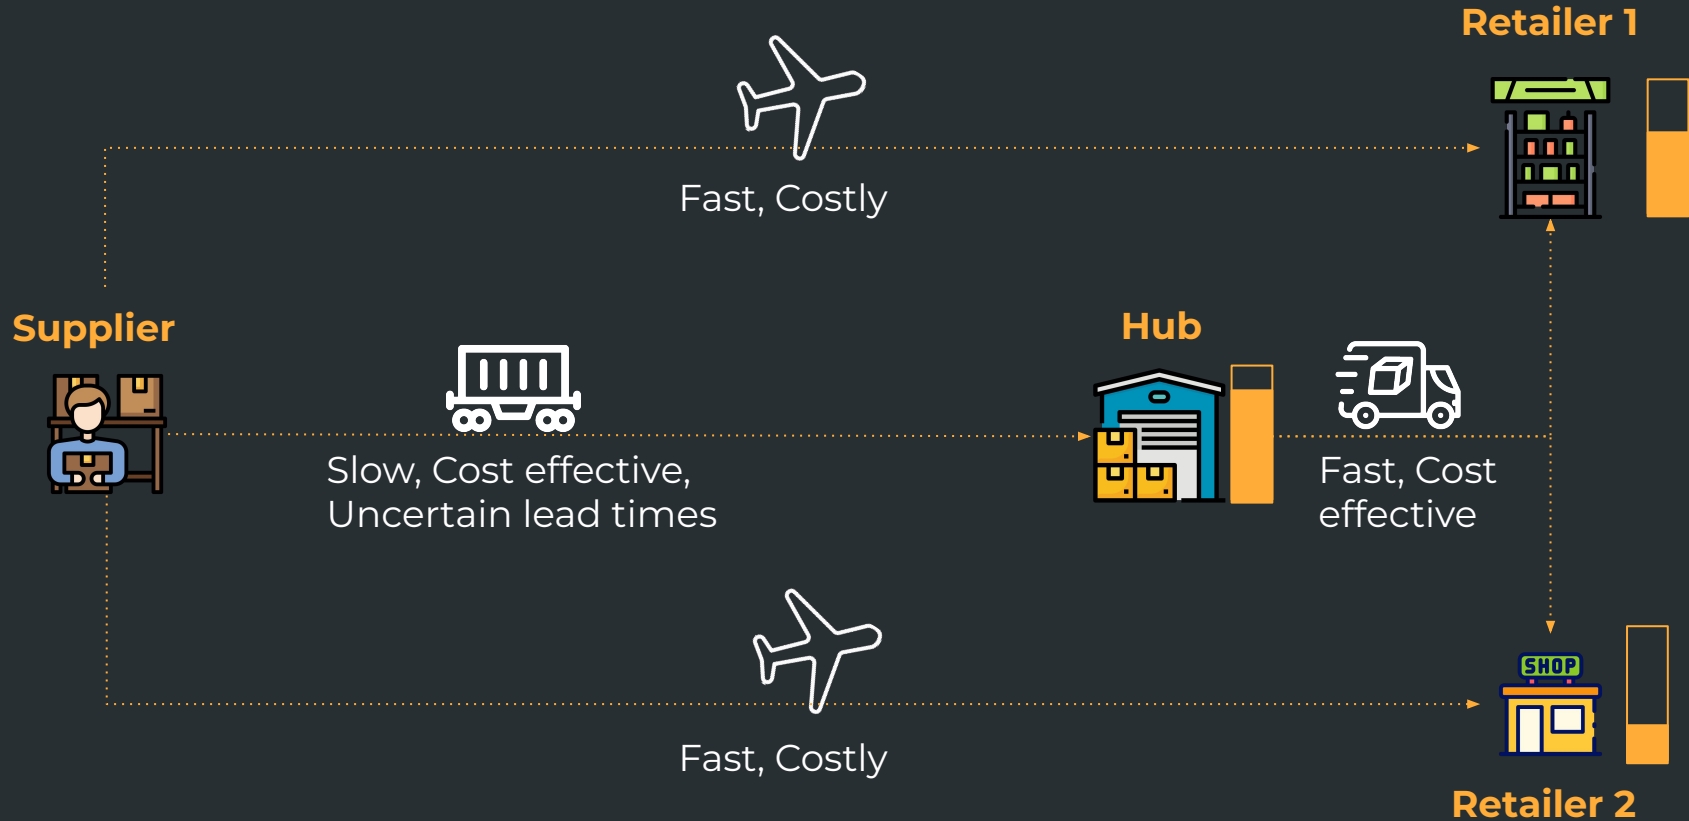 Retailer 1
Fast, Costly
Supplier
Hub
Slow, Cost effective,
Uncertain lead times
Fast, Cost
effective
SHOP
Fast, Costly
Retailer 2